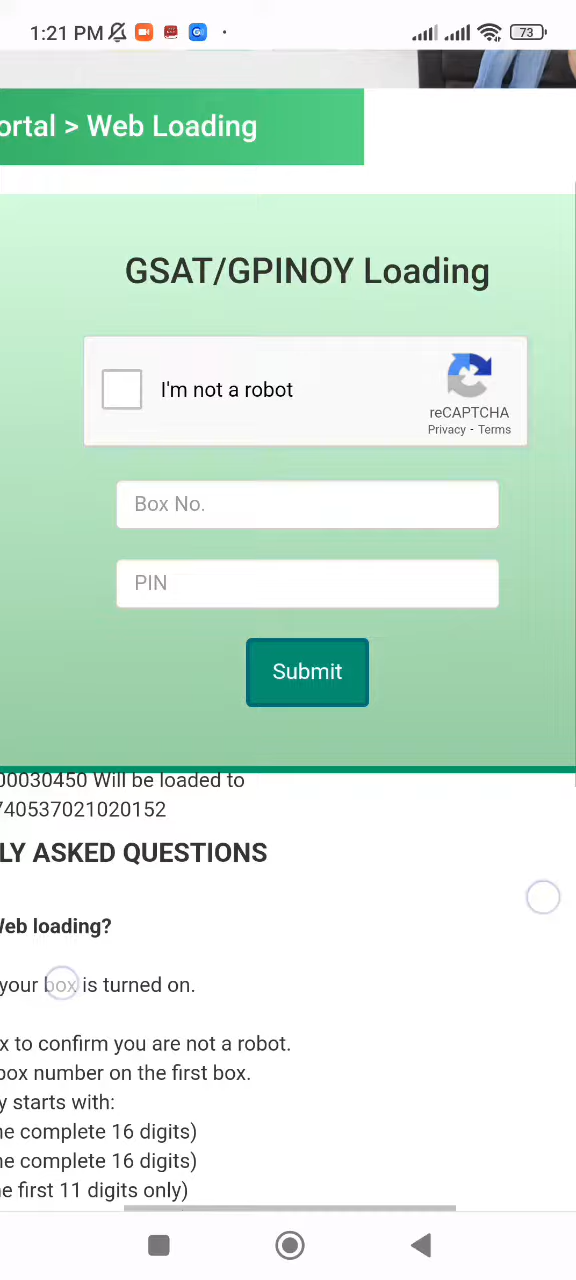 1:21 PM
73
ortal > Web Loading
GSAT/GPINOY Loading
I'm not a robot
reCAPTCHA
Privacy - Terms
Box No.
PIN
Submit
00030450 Will be loaded to
740537021020152
LY ASKED QUESTIONS
Web loading?
your box is turned on.
x to confirm you are not a robot.
box number on the first box.
y starts with:
he complete 16 digits)
he complete 16 digits)
e first 11 digits only)